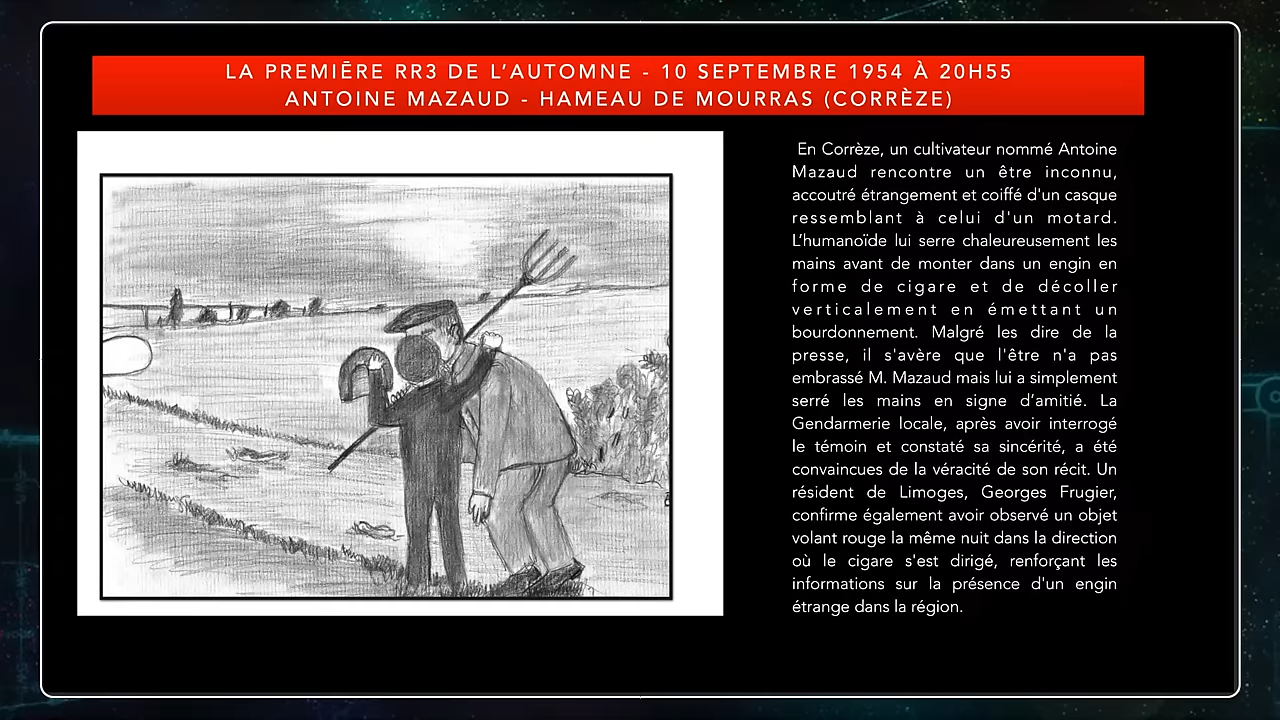 LA PREMIĒRE RR3 DE L’AUTOMNE - 10 SEPTEMBRE 1954 À 20H55
ANTOINE MAZAUD - HAMEAU DE MOURRAS (CORRÈZE)
En Corrèze, un cultivateur nommé Antoine
Mazaud rencontre un être inconnu,
accoutré étrangement et coiffé d'un casque
ressemblant à celui d'un motard.
L’humanoïde lui serre chaleureusement les
mains avant de monter dans un engin en
forme de cigare et de décoller
verticalement en émettant un
bourdonnement. Malgré les dire de la
presse, il s'avère que l'être n'a pas
embrassé M. Mazaud mais lui a simplement
serré les mains en signe d’amitié. La
Gendarmerie locale, après avoir interrogé
le témoin et constaté sa sincérité, a été
convaincues de la véracité de son récit. Un
résident de Limoges, Georges Frugier,
confirme également avoir observé un objet
volant rouge la même nuit dans la direction
où le cigare s'est dirigé, renforçant les
informations sur la présence d'un engin
étrange dans la région.